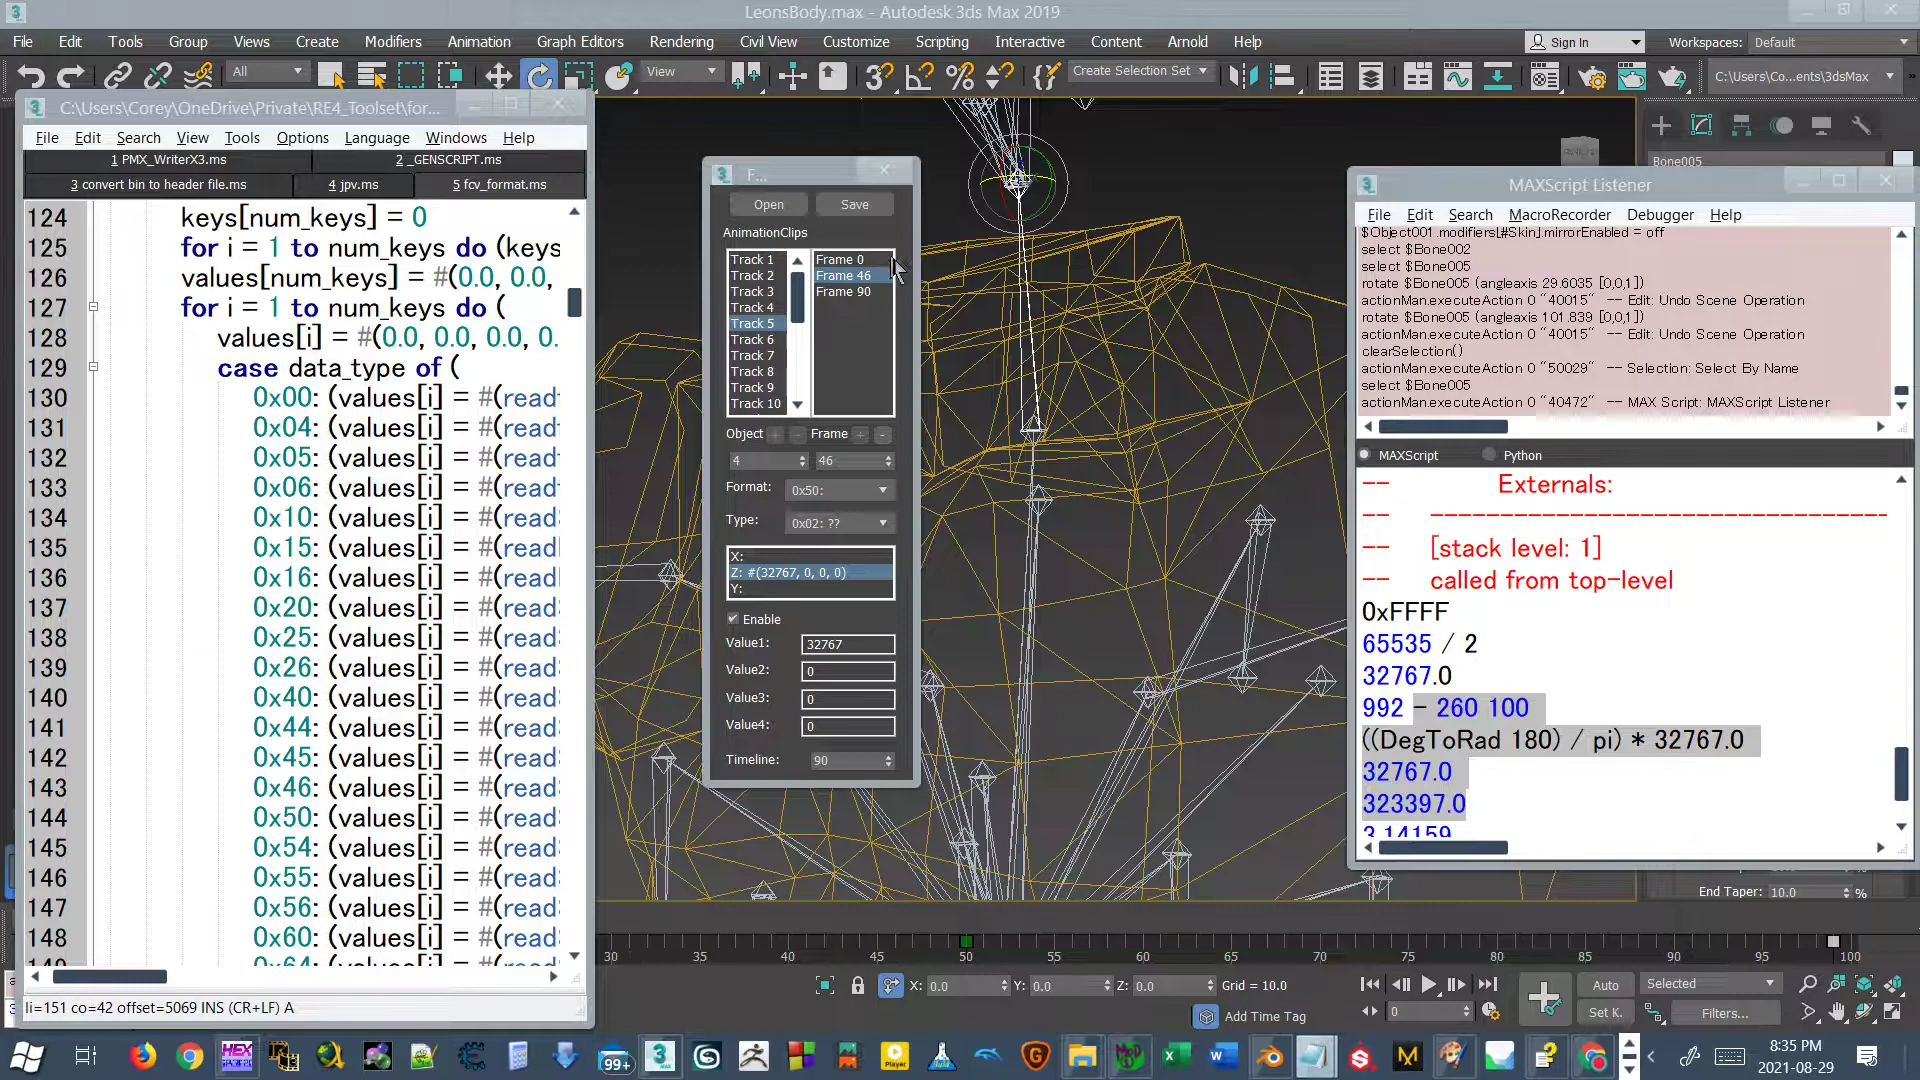 LeonsBody.max - Autodesk 3ds Max 2019
File Edit Tools Group Views Create Modifiers Animation Graph Editors Rendering Civil View Customize Scripting Interactive Content Arnold Help
Sign In
Workspaces: Default
All
View
Create Selection Set
C:\Users\Co...ents\3dsMax
C:\Users\Corey\OneDrive\Private\RE4_Toolset\for...
File Edit Search View Tools Options Language Windows Help
1 PMX_WriterX3.ms
2 _GENSCRIPT.ms
3 convert bin to header file.ms
4 jpv.ms
5 fcv_format.ms
124 keys[num_keys] = 0
125 for i = 1 to num_keys do (keys
126 values[num_keys] = #(0.0, 0.0,
127 for i = 1 to num_keys do (
128 values[i] = #(0.0, 0.0, 0.0, 0.
129 case data_type of (
130 0x00: (values[i] = #(read
131 0x04: (values[i] = #(read
132 0x05: (values[i] = #(read
133 0x06: (values[i] = #(read
134 0x10: (values[i] = #(read
135 0x15: (values[i] = #(read
136 0x16: (values[i] = #(read
137 0x20: (values[i] = #(read
138 0x25: (values[i] = #(read
139 0x26: (values[i] = #(read
140 0x40: (values[i] = #(read
141 0x44: (values[i] = #(read
142 0x45: (values[i] = #(read
143 0x46: (values[i] = #(read
144 0x50: (values[i] = #(read
145 0x54: (values[i] = #(read
146 0x55: (values[i] = #(read
147 0x56: (values[i] = #(read
148 0x60: (values[i] = #(read
li=151 co=42 offset=5069 INS (CR+LF) A
F...
Open Save
AnimationClips
Track 1
Track 2
Track 3
Track 4
Track 5
Track 6
Track 7
Track 8
Track 9
Track 10
Frame 0
Frame 46
Frame 90
Object + - Frame + -
4 46
Format: 0x50:
Type: 0x02: ??
X:
Z: #(32767, 0, 0, 0)
Y:
Enable
Value1: 32767
Value2: 0
Value3: 0
Value4: 0
Timeline: 90
Bone005
MAXScript Listener
File Edit Search MacroRecorder Debugger Help
$Object001.modifiers[#Skin].mirrorEnabled = off
select $Bone002
select $Bone005
rotate $Bone005 (angleaxis 29.6035 [0,0,1])
actionMan.executeAction 0 "40015" -- Edit: Undo Scene Operation
rotate $Bone005 (angleaxis 101.839 [0,0,1])
actionMan.executeAction 0 "40015" -- Edit: Undo Scene Operation
clearSelection()
actionMan.executeAction 0 "50029" -- Selection: Select By Name
select $Bone005
actionMan.executeAction 0 "40472" -- MAX Script: MAXScript Listener
MAXScript Python
-- Externals:
-- ----------------------------------
-- [stack level: 1]
-- called from top-level
0xFFFF
65535 / 2
32767.0
992 - 260 100
((DegToRad 180) / pi) * 32767.0
32767.0
323397.0
3.14159
End Taper: 10.0 %
30 35 40 45 50 55 60 65 70 75 80 85 90 95 100
X: 0.0 Y: 0.0 Z: 0.0 Grid = 10.0
Add Time Tag
0
Auto Selected
Set K. Filters...
HEX
99+
3
MAX
Player
8:35 PM
2021-08-29